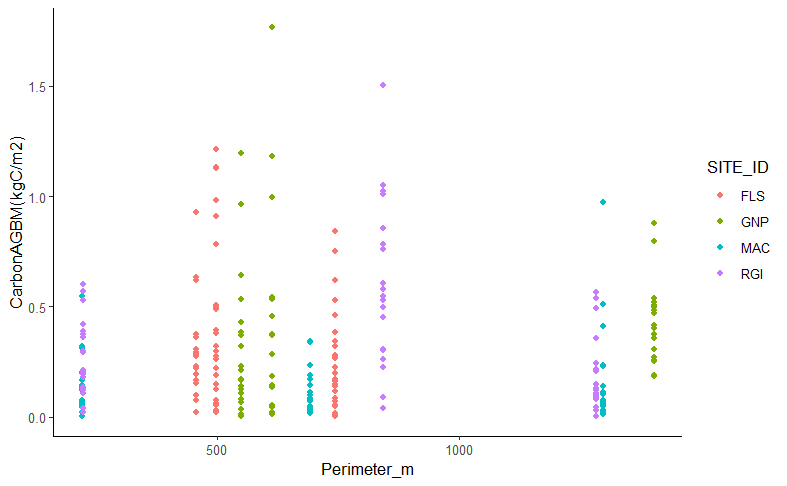 CarbonAGBM(kgC/m2)
1.5
1.0
0.5
0.0
500
1000
Perimeter_m
SITE_ID
FLS
GNP
MAC
RGI